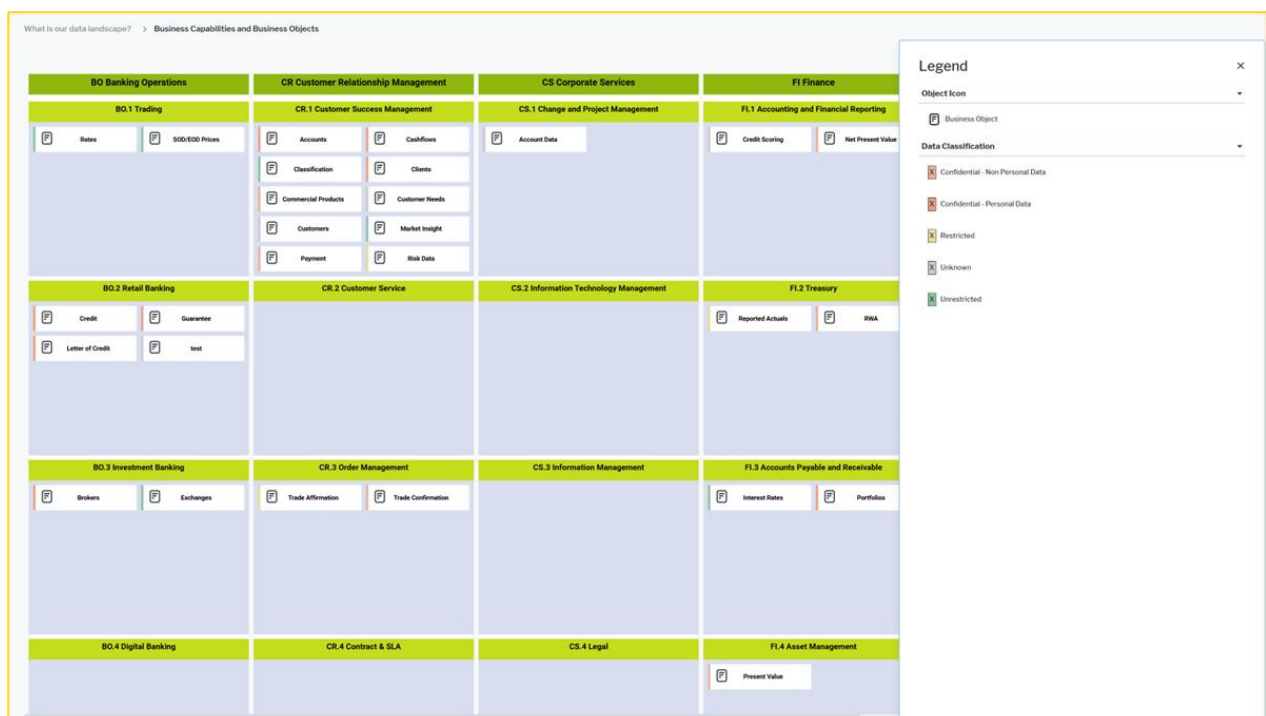 What is our data landscape? > Business Capabilities and Business Objects
BO Banking Operations CR Customer Relationship Management CS Corporate Services FI Finance
BO.1 Trading CR.1 Customer Success Management CS.1 Change and Project Management FI.1 Accounting and Financial Reporting
Rates SOD/EOD Prices Accounts Cashflows Account Data Credit Scoring Net Present Value
Classification Clients
Commercial Products Customer Needs
Customers Market Insight
Payment Risk Data
BO.2 Retail Banking CR.2 Customer Service CS.2 Information Technology Management FI.2 Treasury
Credit Guarantee Reported Actuals RWA
Letter of Credit test
BO.3 Investment Banking CR.3 Order Management CS.3 Information Management FI.3 Accounts Payable and Receivable
Brokers Exchanges Trade Affirmation Trade Confirmation Interest Rates Portfolios
BO.4 Digital Banking CR.4 Contract & SLA CS.4 Legal FI.4 Asset Management
Present Value
Legend ×
Object Icon
Business Object
Data Classification
X Confidential - Non Personal Data
X Confidential - Personal Data
X Restricted
X Unknown
X Unrestricted